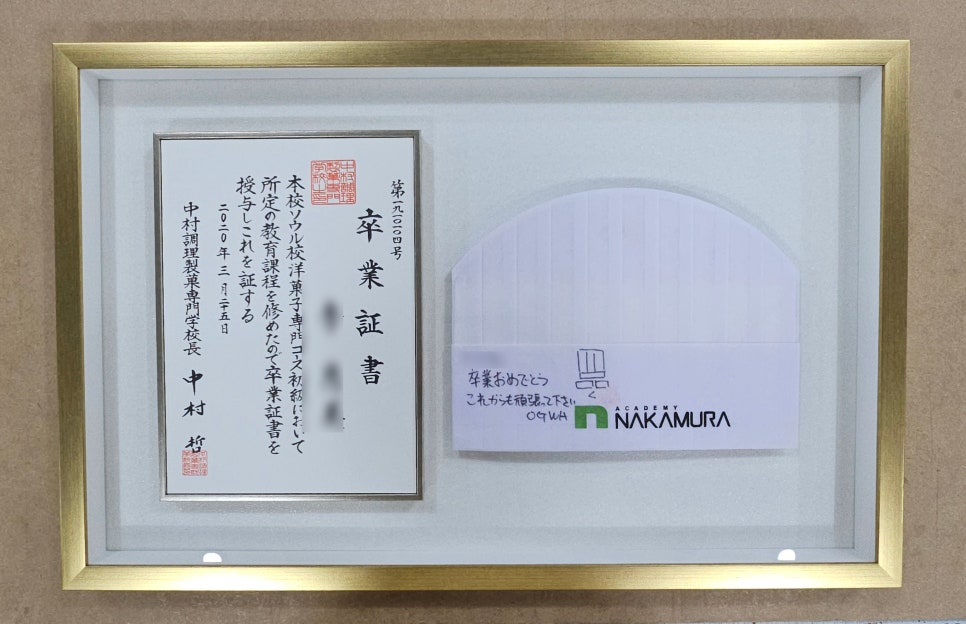 第一九一〇一〇四号
卒業証書
本校ソウル校洋菓子専門コース初級において
所定の教育課程を修めたので卒業証書を
授与しこれを証する
二〇二〇年三月二十五日
中村調理製菓専門学校長 中村 哲
卒業おめでとう
これからも頑張って下さい
OGWA
ACADEMY
NAKAMURA